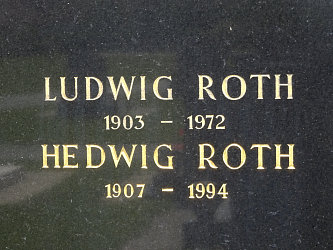 LUDWIG ROTH
1903 – 1972
HEDWIG ROTH
1907 – 1994